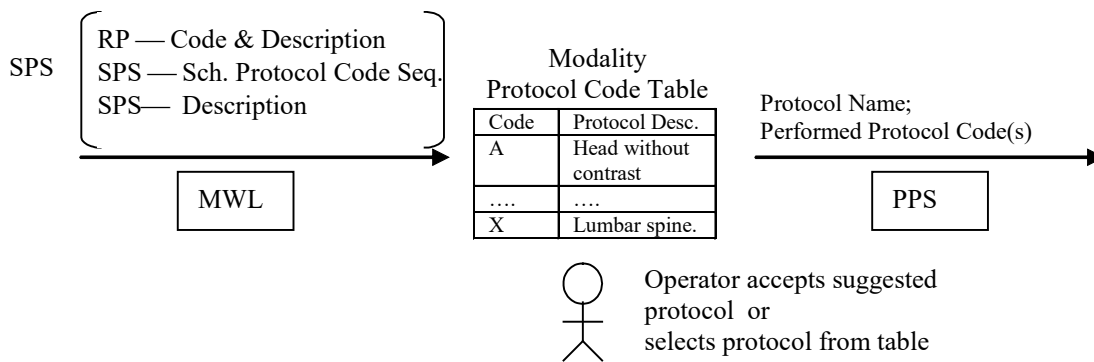 SPS
RP — Code & Description
SPS — Sch. Protocol Code Seq.
SPS— Description
MWL
Modality
Protocol Code Table
Code Protocol Desc.
A Head without
contrast
…. ….
X Lumbar spine.
Protocol Name;
Performed Protocol Code(s)
PPS
Operator accepts suggested
protocol or
selects protocol from table